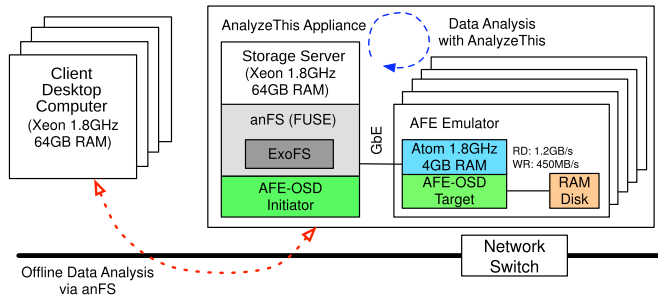 Client
Desktop
Computer
(Xeon 1.8GHz
64GB RAM)
AnalyzeThis Appliance
Storage Server
(Xeon 1.8GHz
64GB RAM)
anFS (FUSE)
ExoFS
AFE-OSD
Initiator
Data Analysis
with AnalyzeThis
GbE
AFE Emulator
Atom 1.8GHz
4GB RAM
AFE-OSD
Target
RD: 1.2GB/s
WR: 450MB/s
RAM
Disk
Network
Switch
Offline Data Analysis
via anFS